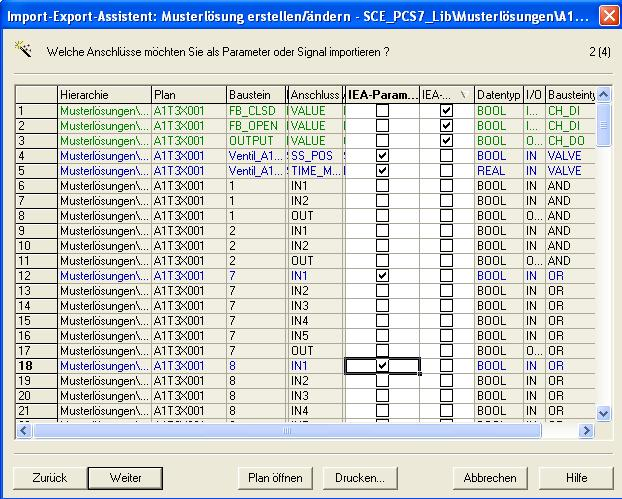 Import-Export-Assistent: Musterlösung erstellen/ändern - SCE_PCS7_Lib\Musterlösungen\A1...
Welche Anschlüsse möchten Sie als Parameter oder Signal importieren ? 2 (4)
Hierarchie Plan Baustein Anschluss IEA-Param... IEA-... Datentyp I/O Bausteinty
1 Musterlösungen\... A1T3X001 FB_CLSD VALUE BOOL I... CH_DI
2 Musterlösungen\... A1T3X001 FB_OPEN VALUE BOOL I... CH_DI
3 Musterlösungen\... A1T3X001 OUTPUT VALUE BOOL O... CH_DO
4 Musterlösungen\... A1T3X001 Ventil_A1... SS_POS BOOL IN VALVE
5 Musterlösungen\... A1T3X001 Ventil_A1... TIME_M... REAL IN VALVE
6 Musterlösungen\... A1T3X001 1 IN1 BOOL IN AND
7 Musterlösungen\... A1T3X001 1 IN2 BOOL IN AND
8 Musterlösungen\... A1T3X001 1 OUT BOOL O... AND
9 Musterlösungen\... A1T3X001 2 IN1 BOOL IN AND
10 Musterlösungen\... A1T3X001 2 IN2 BOOL IN AND
11 Musterlösungen\... A1T3X001 2 OUT BOOL O... AND
12 Musterlösungen\... A1T3X001 7 IN1 BOOL IN OR
13 Musterlösungen\... A1T3X001 7 IN2 BOOL IN OR
14 Musterlösungen\... A1T3X001 7 IN3 BOOL IN OR
15 Musterlösungen\... A1T3X001 7 IN4 BOOL IN OR
16 Musterlösungen\... A1T3X001 7 IN5 BOOL IN OR
17 Musterlösungen\... A1T3X001 7 OUT BOOL O... OR
18 Musterlösungen\... A1T3X001 8 IN1 BOOL IN OR
19 Musterlösungen\... A1T3X001 8 IN2 BOOL IN OR
20 Musterlösungen\... A1T3X001 8 IN3 BOOL IN OR
21 Musterlösungen\... A1T3X001 8 IN4 BOOL IN OR
Zurück Weiter Plan öffnen Drucken... Abbrechen Hilfe